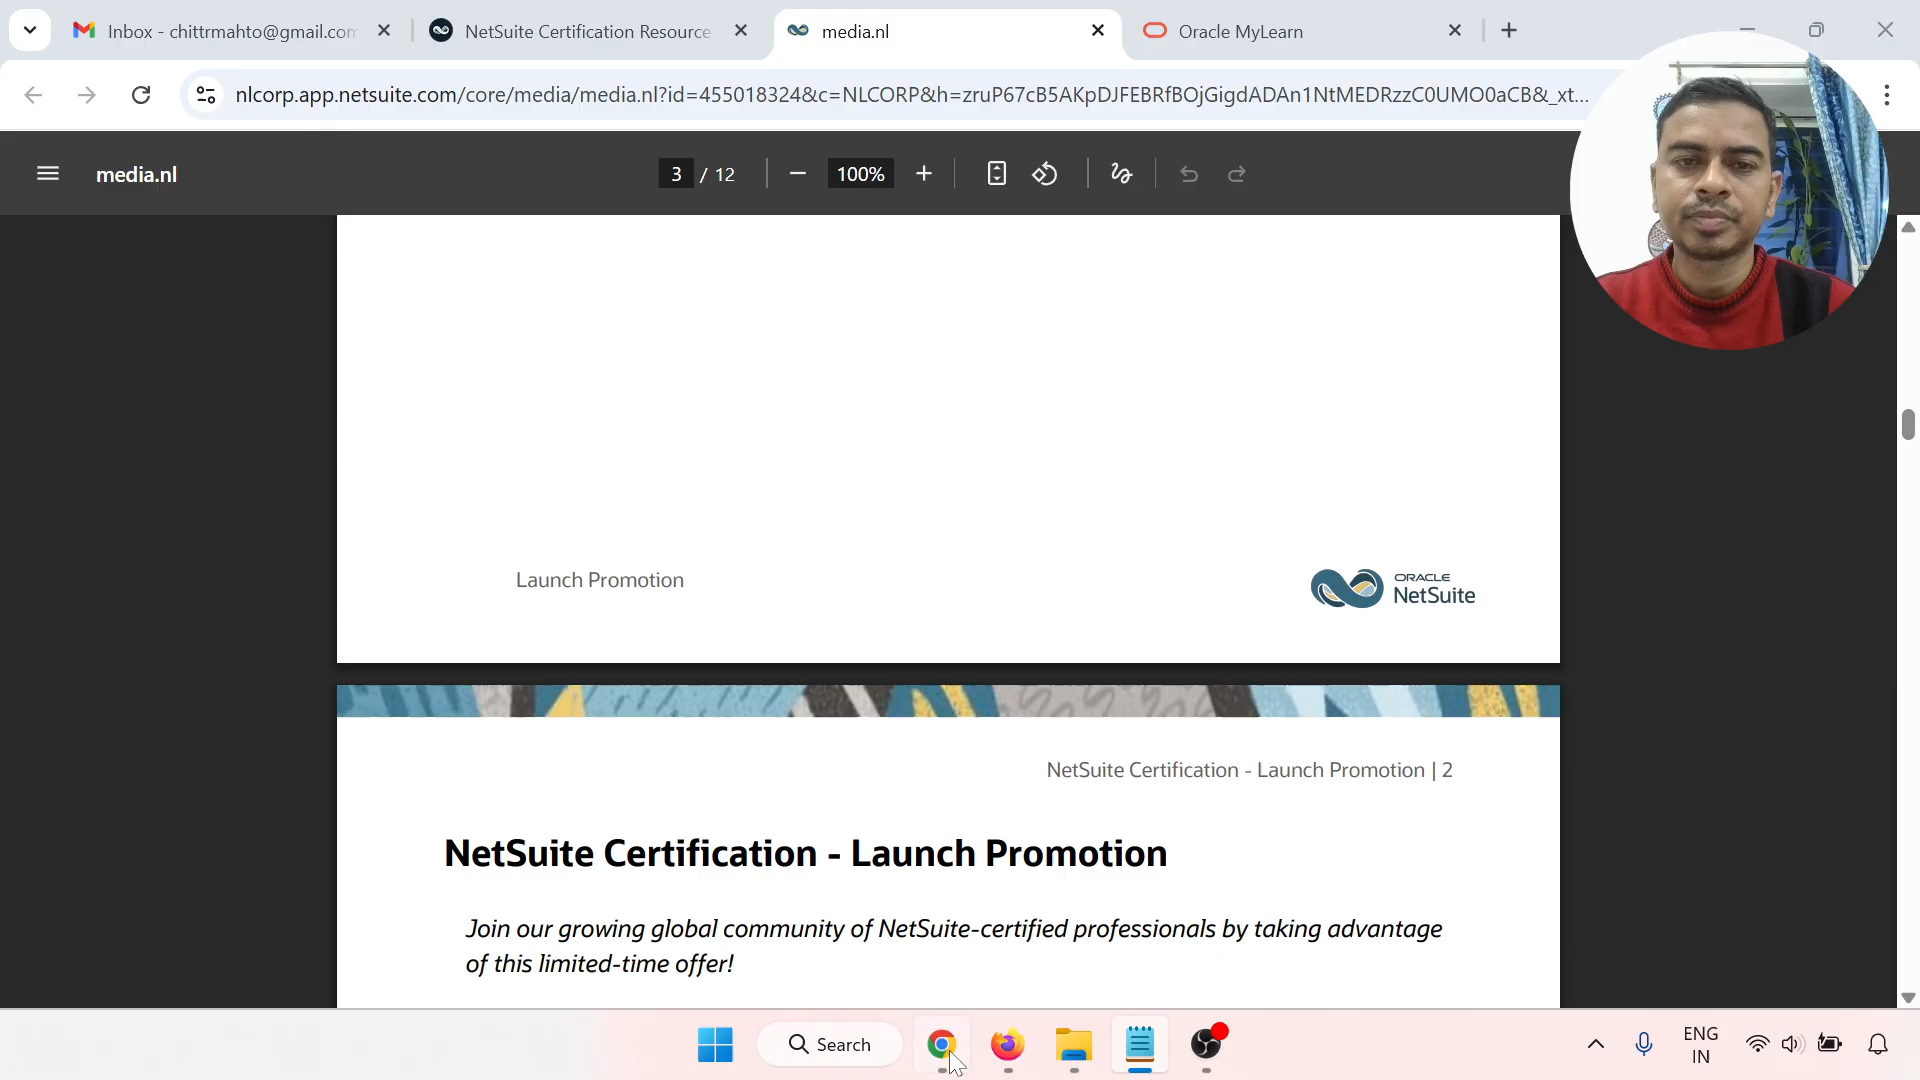 Inbox - chittrmahto@gmail.com
NetSuite Certification Resource
media.nl
Oracle MyLearn
nlcorp.app.netsuite.com/core/media/media.nl?id=455018324&c=NLCORP&h=zruP67cB5AKpDJFEBRfBOjGigdADAn1NtMEDRzzC0UMO0aCB&_xt...
media.nl
3 / 12
100%
Launch Promotion
ORACLE
NetSuite
NetSuite Certification - Launch Promotion | 2
NetSuite Certification - Launch Promotion
Join our growing global community of NetSuite-certified professionals by taking advantage
of this limited-time offer!
Search
ENG
IN